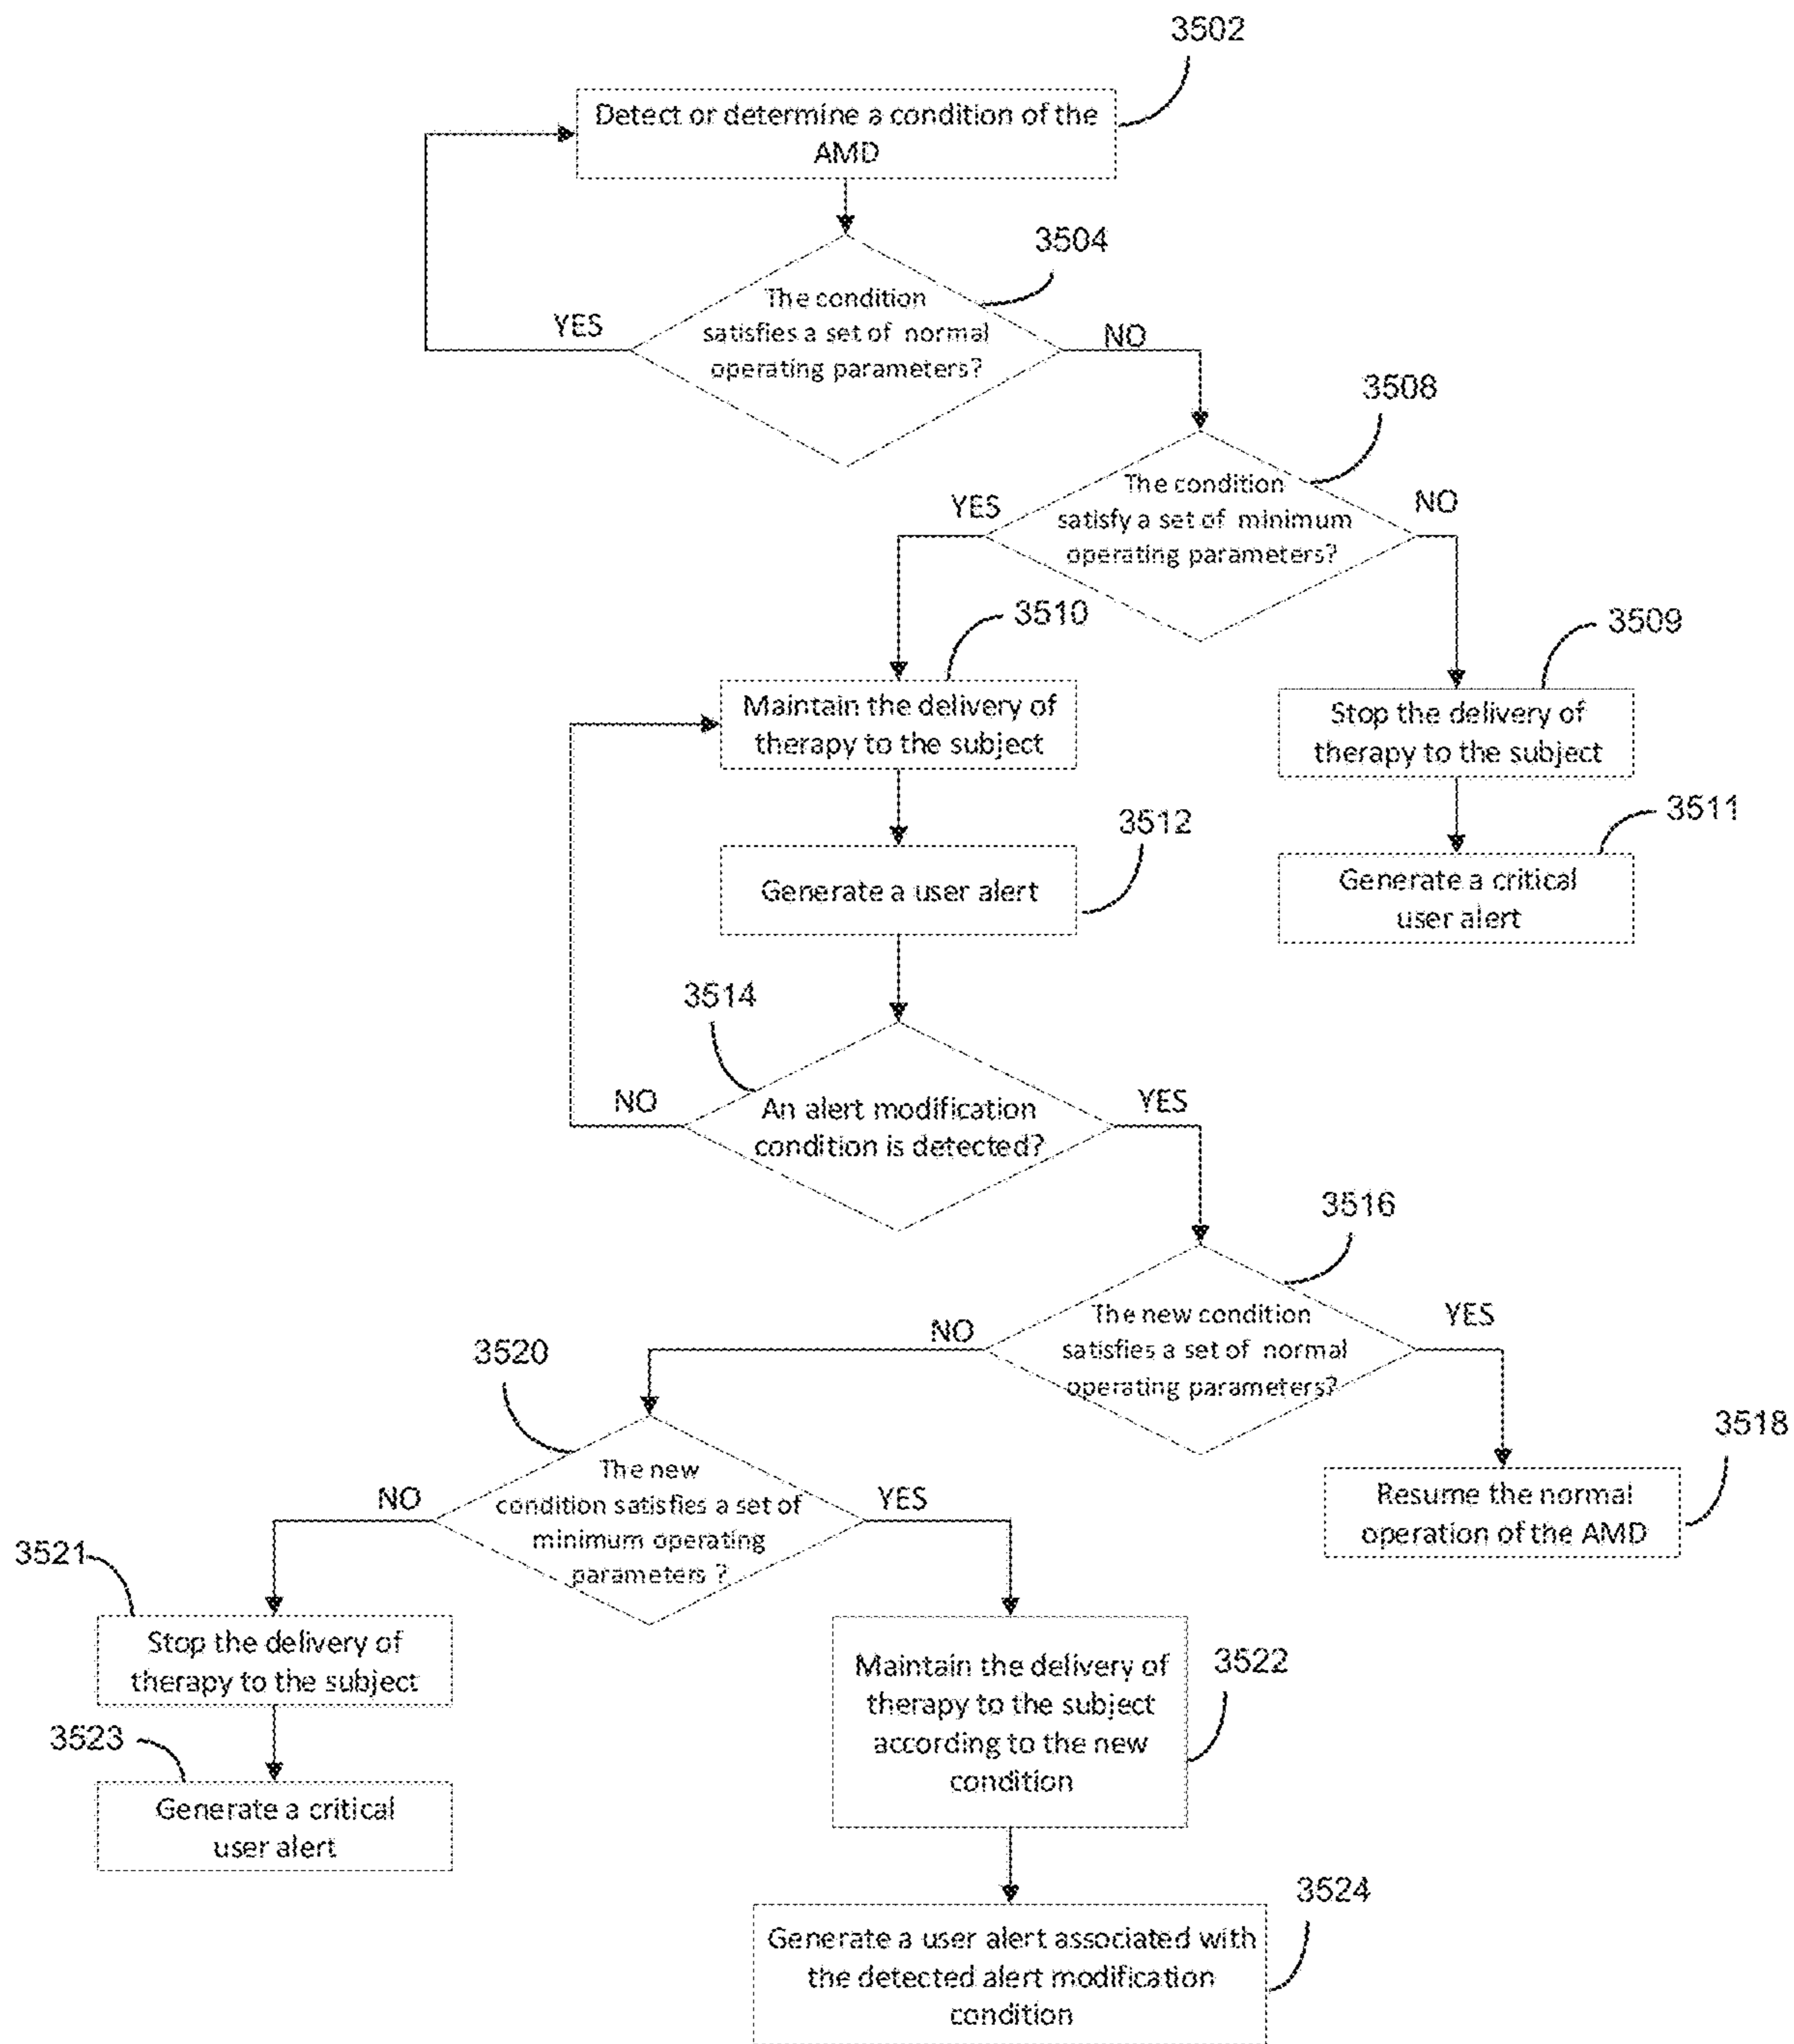 3502
Detect or determine a condition of the
AMD
3504
The condition
satisfies a set of normal
operating parameters?
YES
NO
3508
The condition
satisfy a set of minimum
operating parameters?
YES
NO
3510
Maintain the delivery of
therapy to the subject
3509
Stop the delivery of
therapy to the subject
3512
Generate a user alert
3511
Generate a critical
user alert
3514
An alert modification
condition is detected?
NO
YES
3516
The new condition
satisfies a set of normal
operating parameters?
NO
YES
3518
Resume the normal
operation of the AMD
3520
The new
condition satisfies a set of
minimum operating
parameters ?
NO
YES
3521
Stop the delivery of
therapy to the subject
3522
Maintain the delivery of
therapy to the subject
according to the new
condition
3523
Generate a critical
user alert
3524
Generate a user alert associated with
the detected alert modification
condition